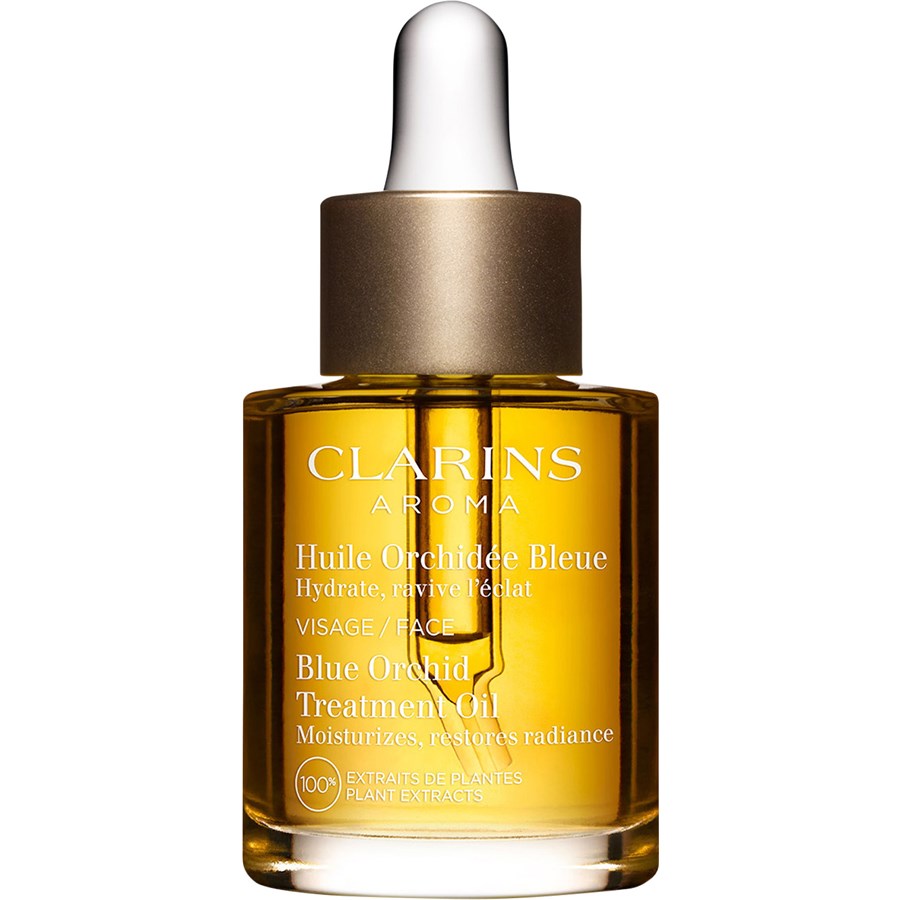 CLARINS
AROMA
Huile Orchidée Bleue
Hydrate, ravive l'éclat
VISAGE / FACE
Blue Orchid
Treatment Oil
Moisturizes, restores radiance
100%
EXTRAITS DE PLANTES
PLANT EXTRACTS